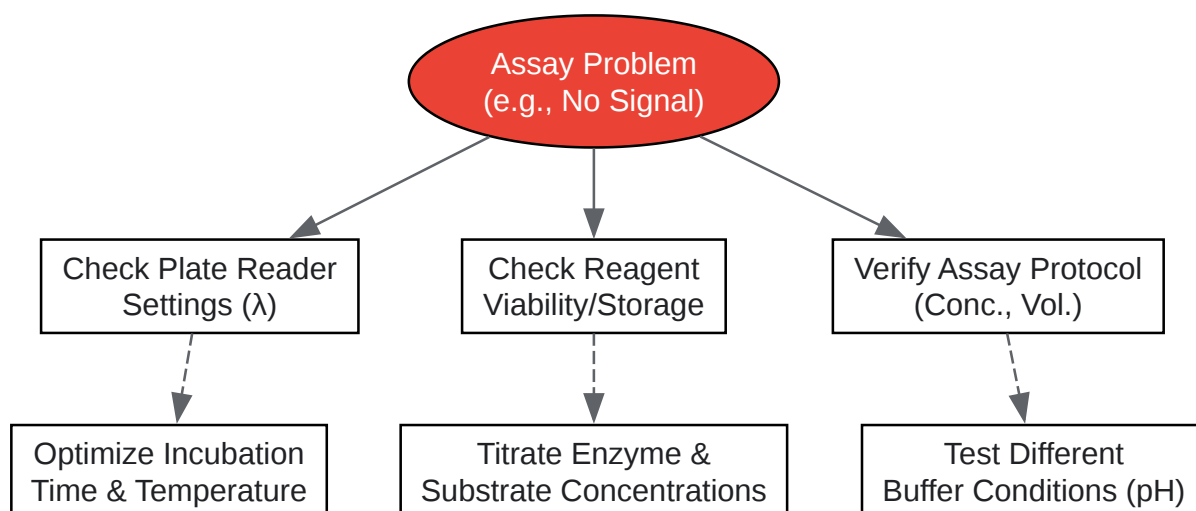 Assay Problem
(e.g., No Signal)
Check Plate Reader
Settings (λ)
Check Reagent
Viability/Storage
Verify Assay Protocol
(Conc., Vol.)
Optimize Incubation
Time & Temperature
Titrate Enzyme &
Substrate Concentrations
Test Different
Buffer Conditions (pH)